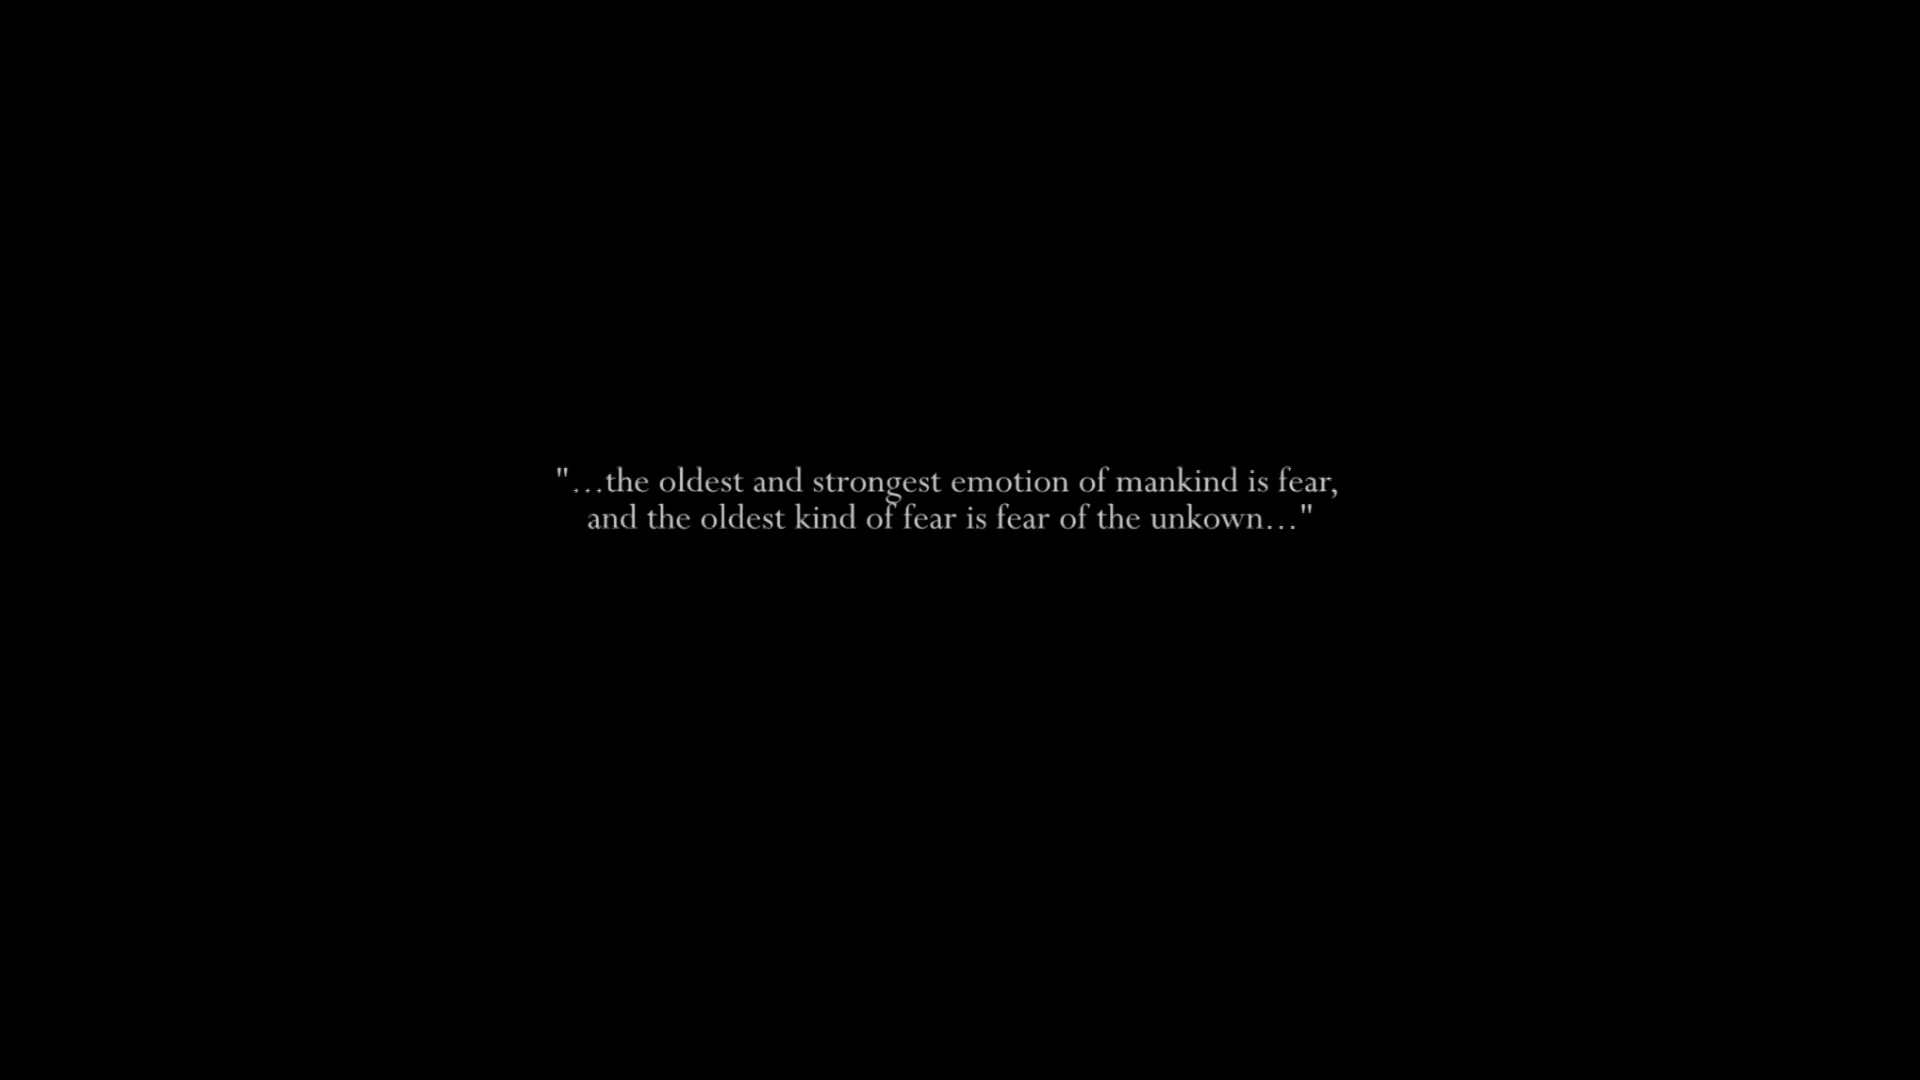 "...the oldest and strongest emotion of mankind is fear,
and the oldest kind of fear is fear of the unkown..."